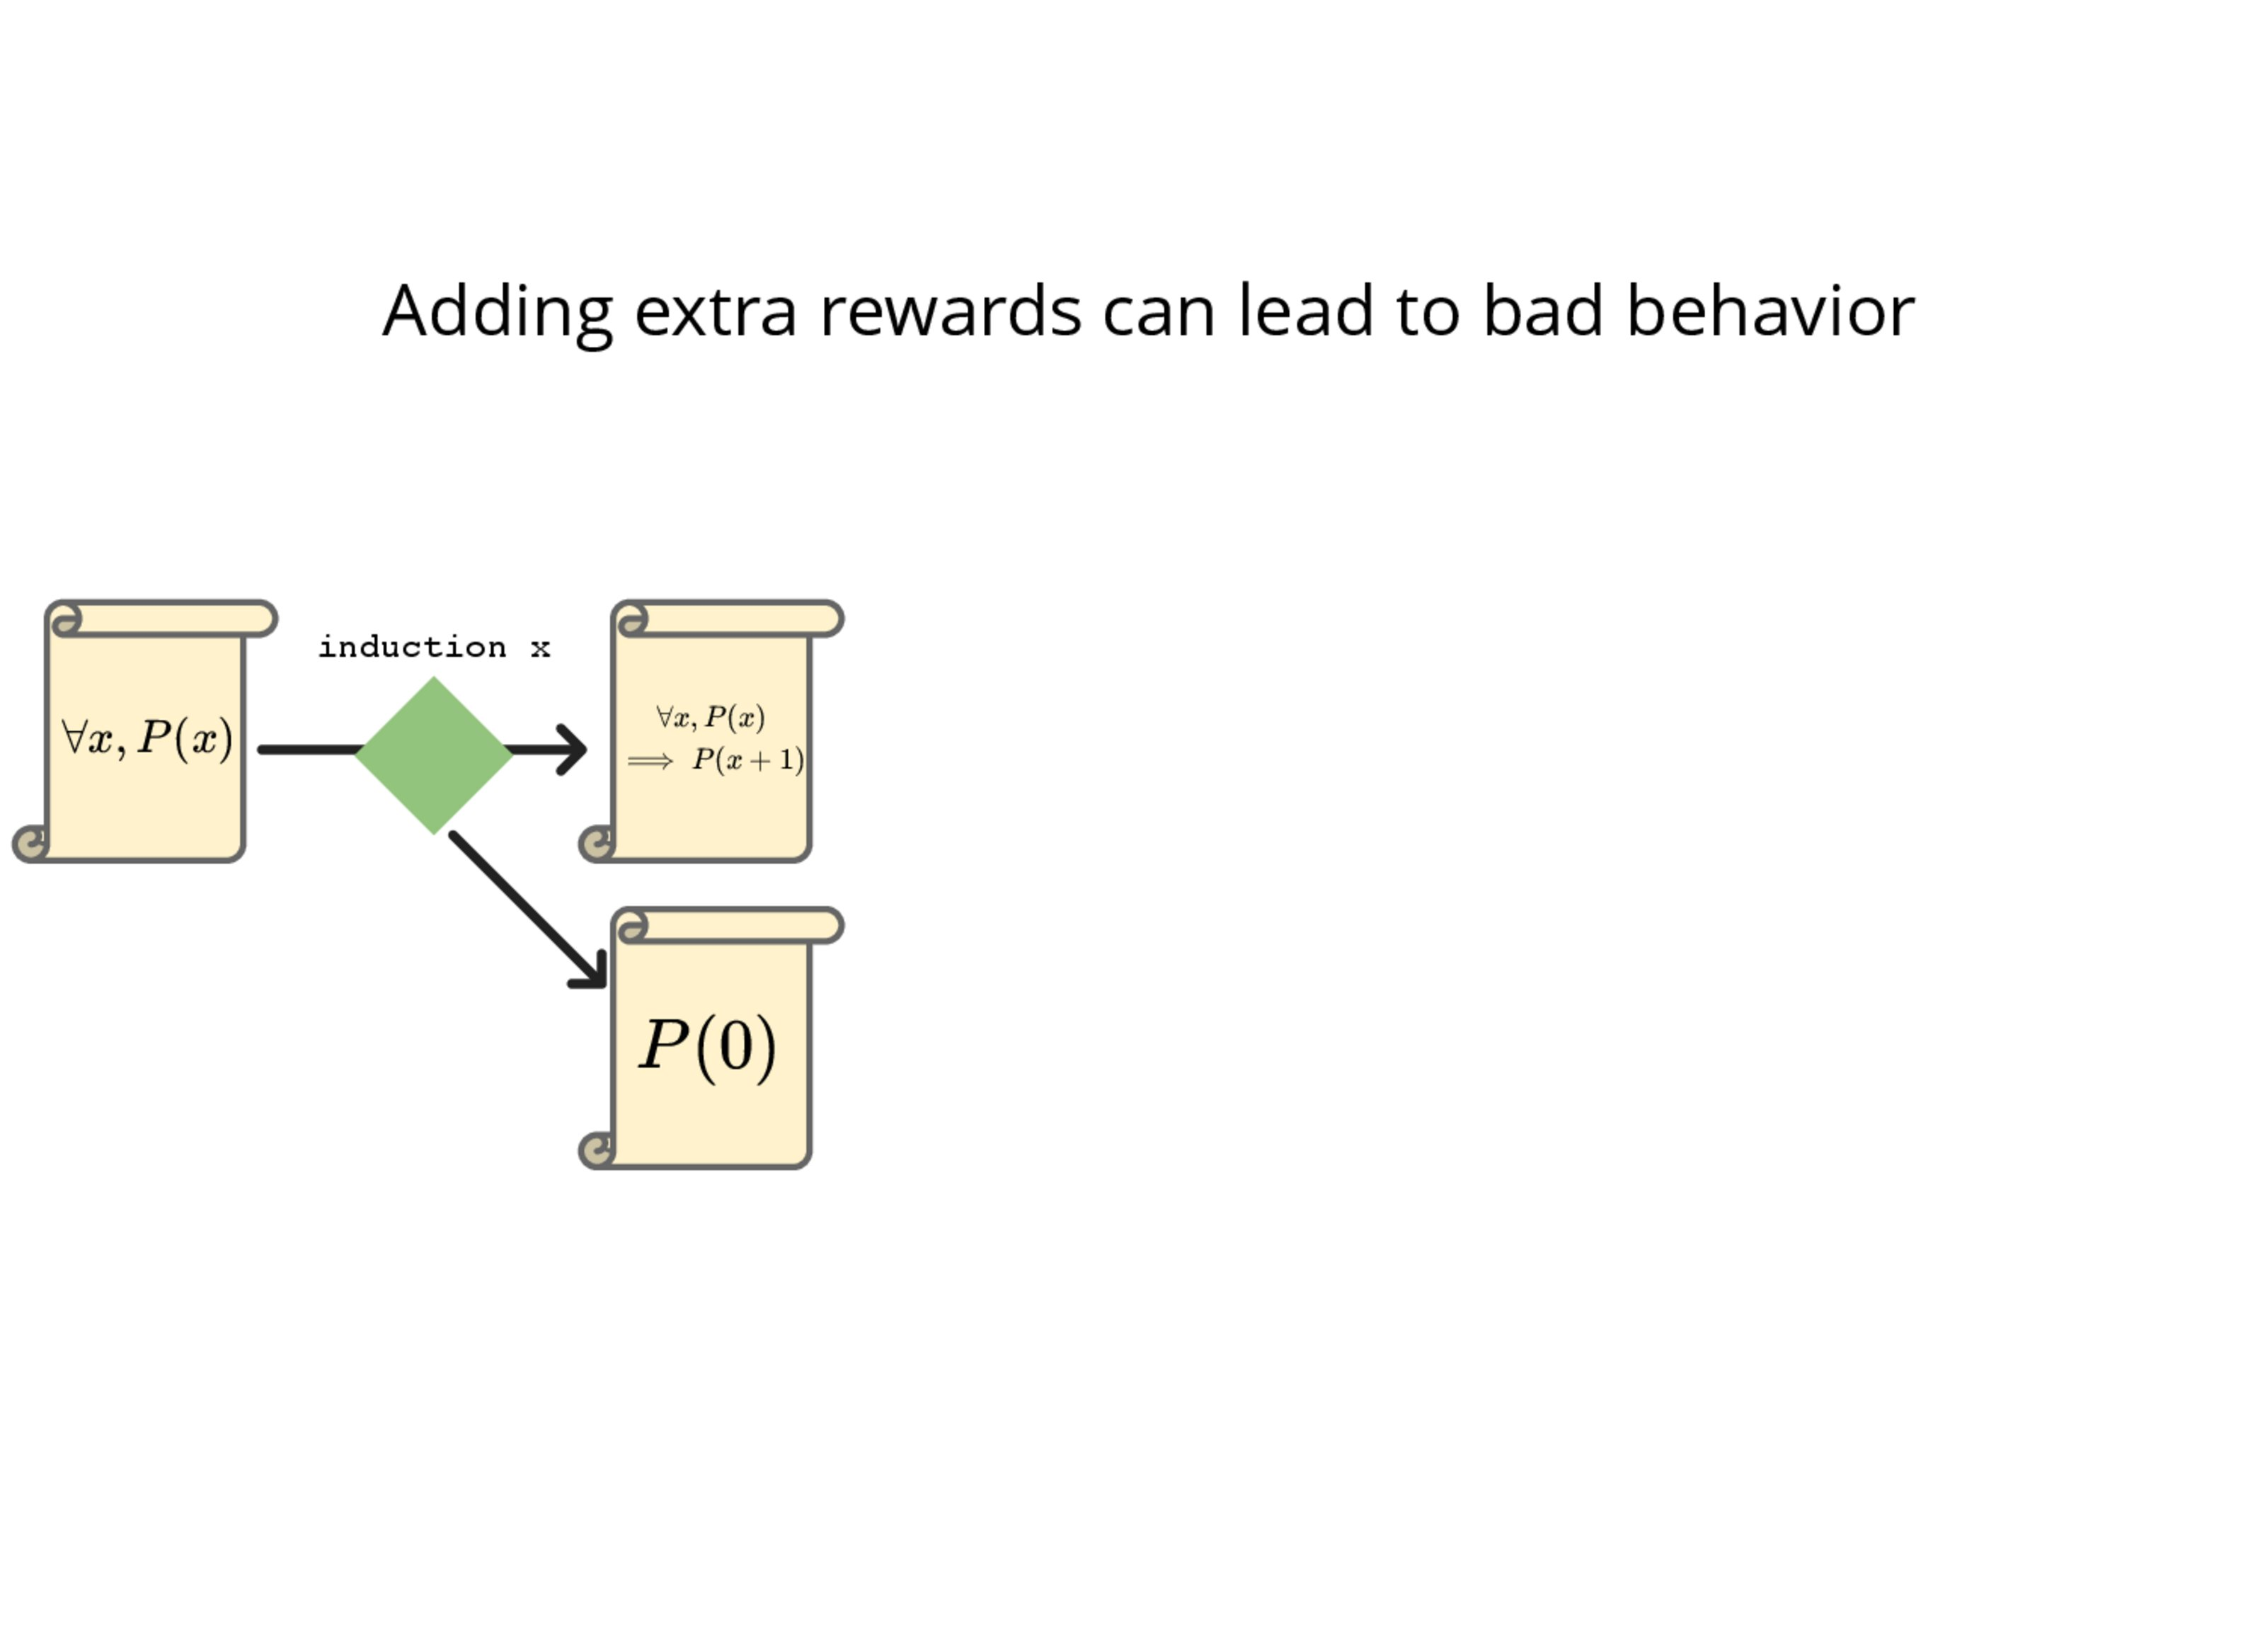 Adding extra rewards can lead to bad behavior
induction x
∀x, P(x)
∀x, P(x)
⟹ P(x + 1)
P(0)